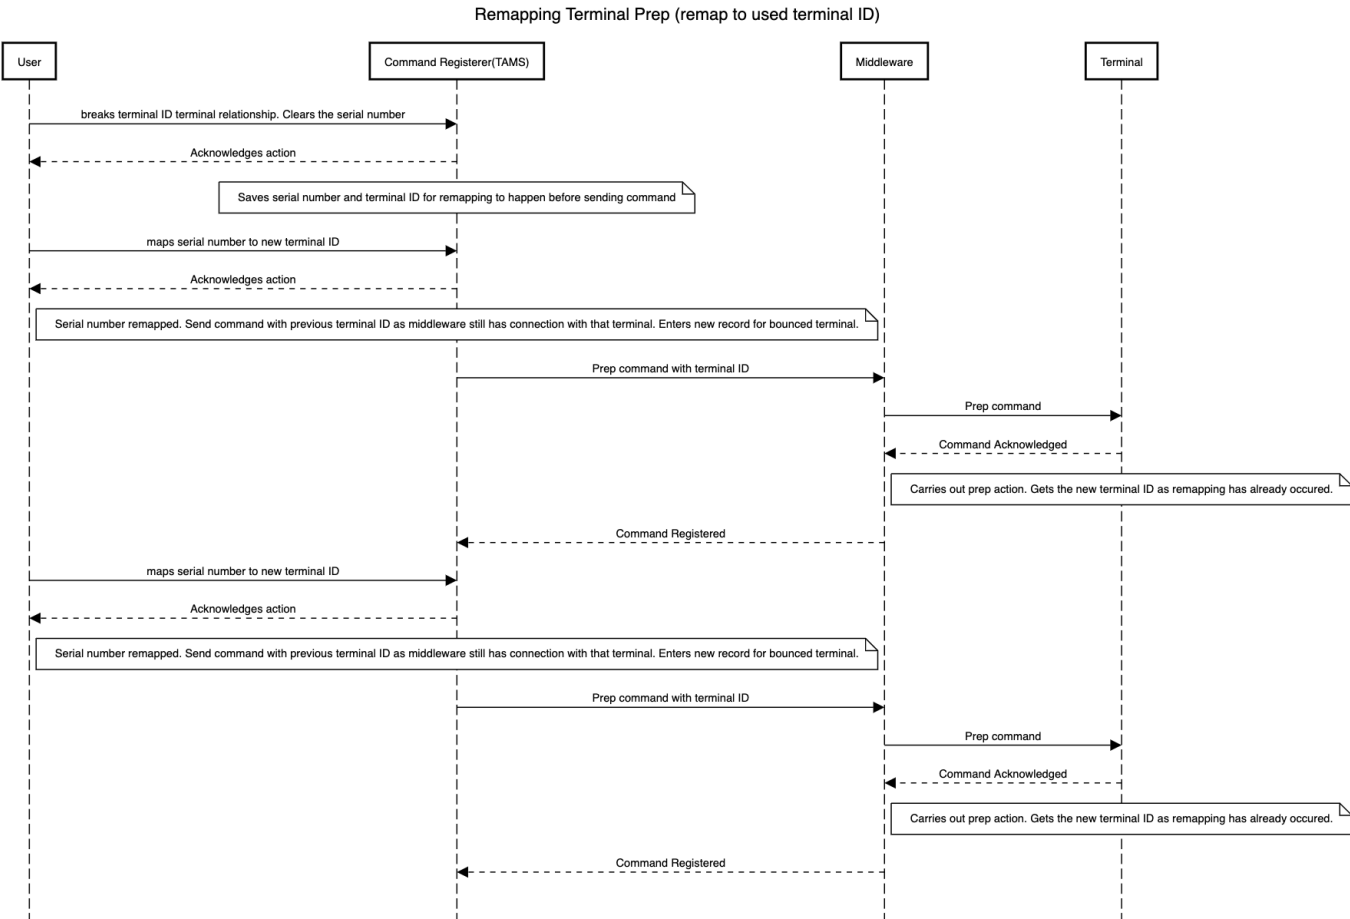 Remapping Terminal Prep (remap to used terminal ID)
User
Command Registerer(TAMS)
Middleware
Terminal
breaks terminal ID terminal relationship. Clears the serial number
Acknowledges action
Saves serial number and terminal ID for remapping to happen before sending command
maps serial number to new terminal ID
Acknowledges action
Serial number remapped. Send command with previous terminal ID as middleware still has connection with that terminal. Enters new record for bounced terminal.
Prep command with terminal ID
Prep command
Command Acknowledged
Carries out prep action. Gets the new terminal ID as remapping has already occured.
Command Registered
maps serial number to new terminal ID
Acknowledges action
Serial number remapped. Send command with previous terminal ID as middleware still has connection with that terminal. Enters new record for bounced terminal.
Prep command with terminal ID
Prep command
Command Acknowledged
Carries out prep action. Gets the new terminal ID as remapping has already occured.
Command Registered